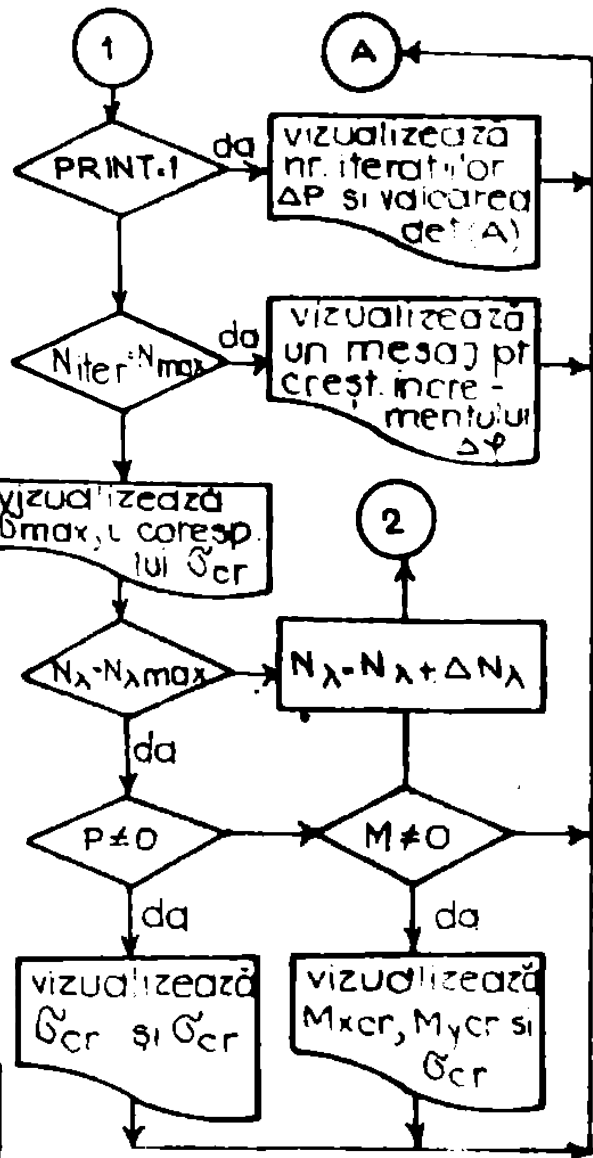 1
A
PRINT=1
da
vizualizează
nr. iterațiilor
ΔP și valoarea
det(A)
Niter=Nmax
da
vizualizează
un mesaj pt
creșt. incre-
mentului
Δφ
vizualizează
σmax, ι coresp.
lui σcr
2
Nλ=Nλmax
Nλ=Nλ+ΔNλ
da
P≠0
M≠0
da
da
vizualizează
σcr și σcr
vizualizează
Mxcr, Mycr si
σcr